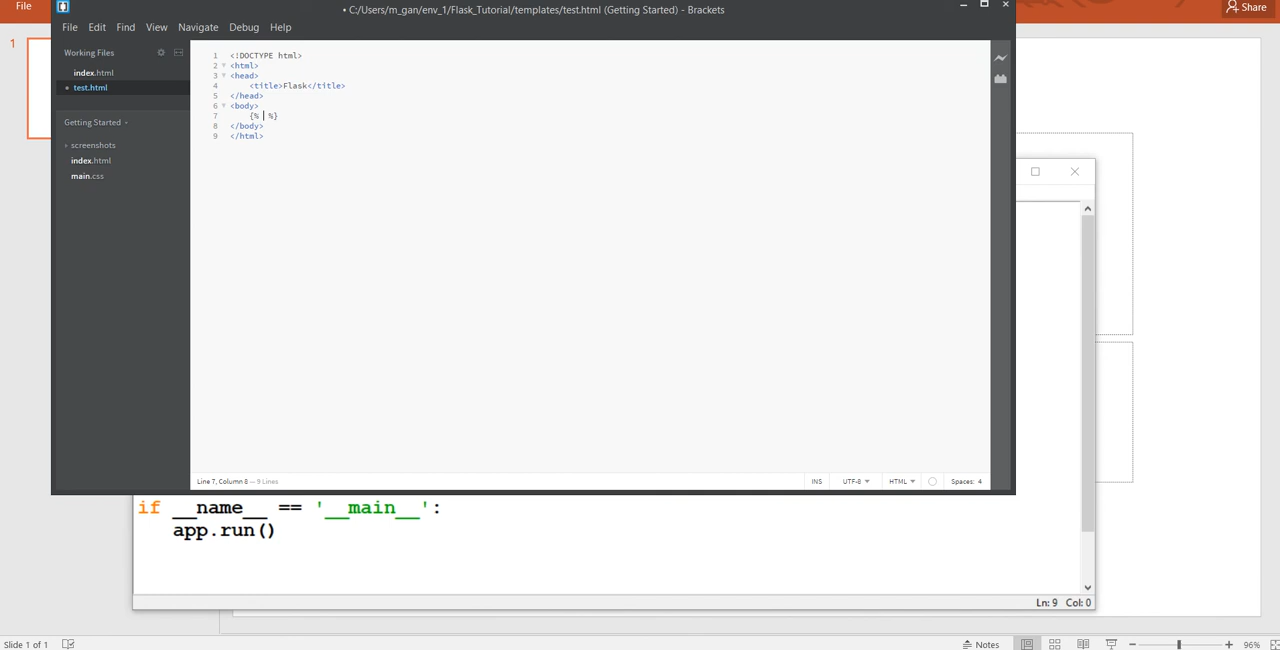 File
Share
1
• C:/Users/m_gan/env_1/Flask_Tutorial/templates/test.html (Getting Started) - Brackets
File Edit Find View Navigate Debug Help
Working Files
index.html
• test.html
Getting Started
screenshots
index.html
main.css
1 <!DOCTYPE html>
2 <html>
3 <head>
4 <title>Flask</title>
5 </head>
6 <body>
7 {% %}
8 </body>
9 </html>
Line 7, Column 8 — 9 Lines
INS UTF-8 HTML Spaces: 4
if __name__ == '__main__':
app.run()
Ln: 9 Col: 0
Slide 1 of 1
Notes
96%